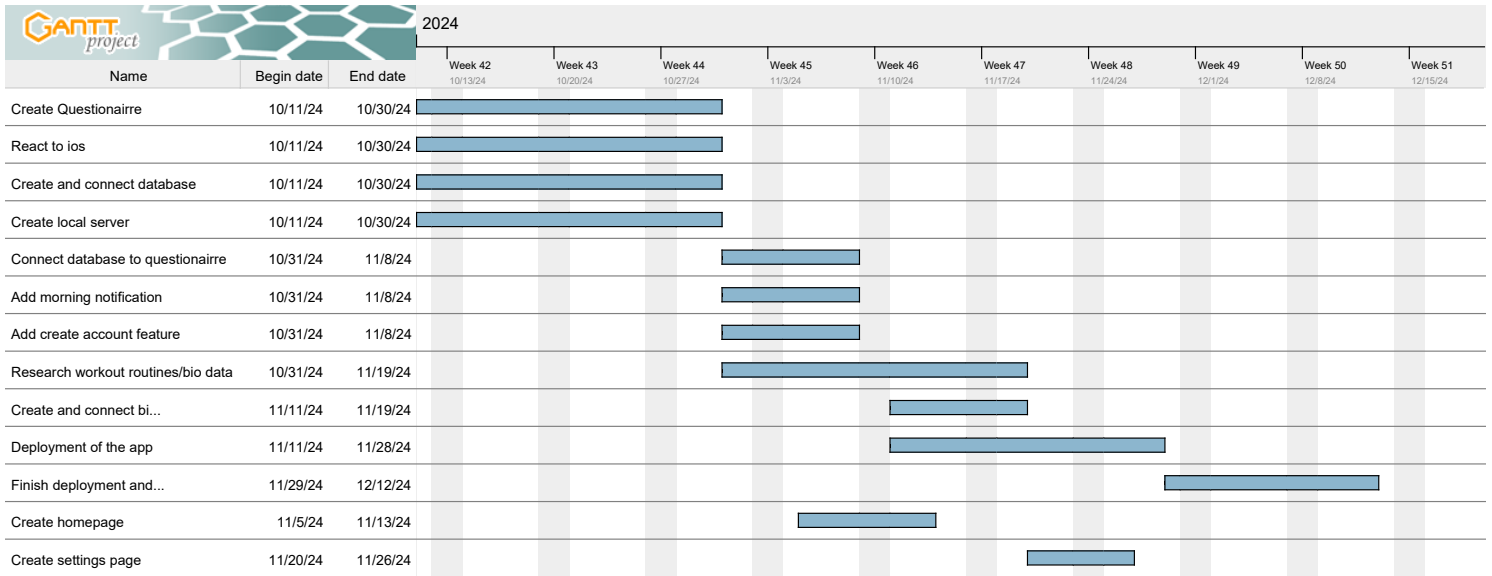 GANTT project
2024
Week 42 Week 43 Week 44 Week 45 Week 46 Week 47 Week 48 Week 49 Week 50 Week 51
10/13/24 10/20/24 10/27/24 11/3/24 11/10/24 11/17/24 11/24/24 12/1/24 12/8/24 12/15/24
Name Begin date End date
Create Questionairre 10/11/24 10/30/24
React to ios 10/11/24 10/30/24
Create and connect database 10/11/24 10/30/24
Create local server 10/11/24 10/30/24
Connect database to questionairre 10/31/24 11/8/24
Add morning notification 10/31/24 11/8/24
Add create account feature 10/31/24 11/8/24
Research workout routines/bio data 10/31/24 11/19/24
Create and connect bi... 11/11/24 11/19/24
Deployment of the app 11/11/24 11/28/24
Finish deployment and... 11/29/24 12/12/24
Create homepage 11/5/24 11/13/24
Create settings page 11/20/24 11/26/24